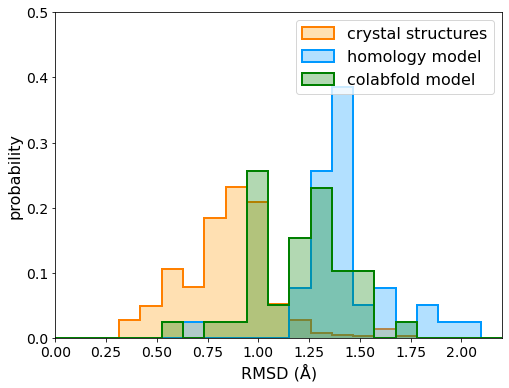 crystal structures
homology model
colabfold model
probability
0.5
0.4
0.3
0.2
0.1
0.0
0.00 0.25 0.50 0.75 1.00 1.25 1.50 1.75 2.00
RMSD (Å)